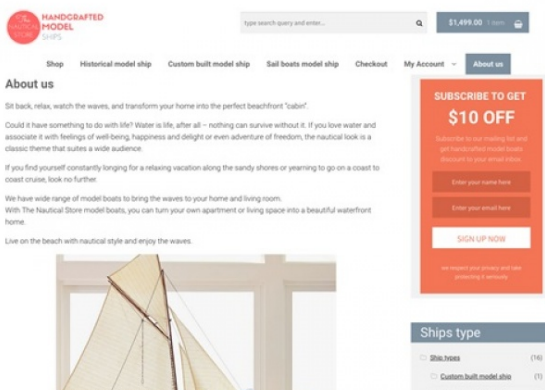 The
NAUTICAL
STORE
HANDCRAFTED
MODEL
SHIPS
type search query and enter...
$1,499.00 1 item
Shop Historical model ship Custom built model ship Sail boats model ship Checkout My Account About us
About us
Sit back, relax, watch the waves, and transform your home into the perfect beachfront "cabin".
Could it have something to do with life? Water is life, after all – nothing can survive without it. If you love water and
associate it with feelings of well-being, happiness and delight or even adventure of freedom, the nautical look is a
classic theme that suites a wide audience.
If you find yourself constantly longing for a relaxing vacation along the sandy shores or yearning to go on a coast to
coast cruise, look no further.
We have wide range of model boats to bring the waves to your home and living room.
With The Nautical Store model boats, you can turn your own apartment or living space into a beautiful waterfront
home.
Live on the beach with nautical style and enjoy the waves.
SUBSCRIBE TO GET
$10 OFF
Subscribe to our mailing list and
get handcrafted model boats
discount to your email inbox.
Enter your name here
Enter your email here
SIGN UP NOW
we respect your privacy and take
protecting it seriously
Ships type
Ship types (16)
Custom built model ship (1)